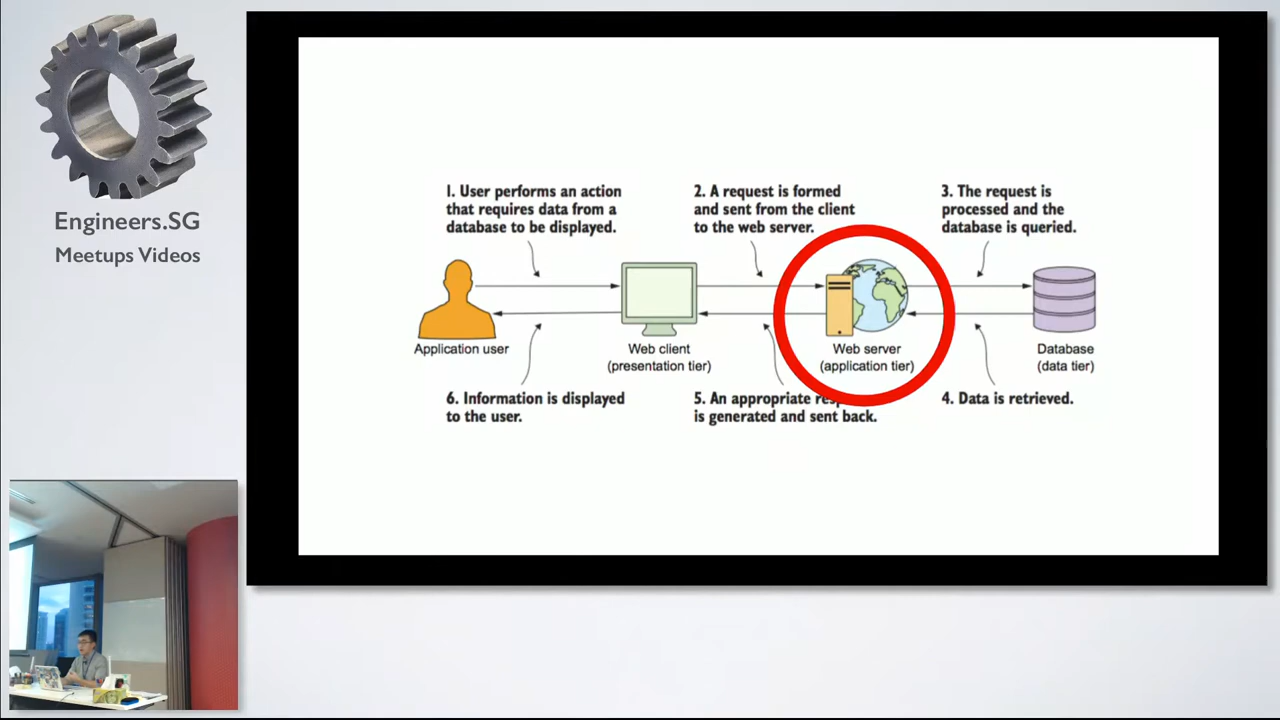 Engineers.SG
Meetups Videos
1. User performs an action
that requires data from a
database to be displayed.
2. A request is formed
and sent from the client
to the web server.
3. The request is
processed and the
database is queried.
Application user
Web client
(presentation tier)
Web server
(application tier)
Database
(data tier)
6. Information is displayed
to the user.
5. An appropriate
is generated and sent back.
4. Data is retrieved.